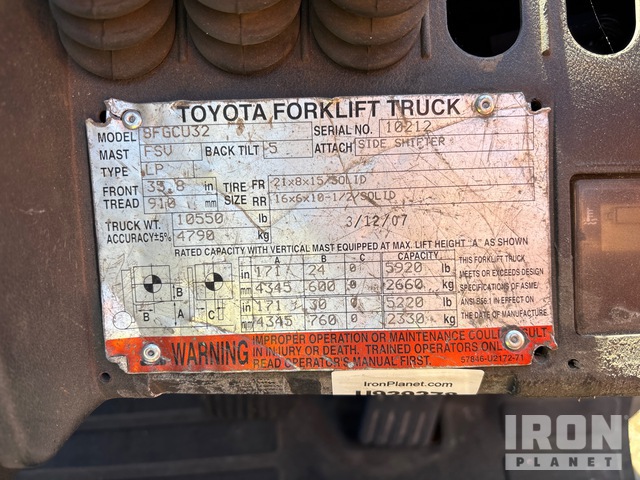 TOYOTA FORKLIFT TRUCK
MODEL 8FGCU32 SERIAL NO. 10212
MAST FSV BACK TILT 5 ATTACH SIDE SHIFTER
TYPE LP
FRONT TREAD 35.8 in TIRE SIZE FR 21x8x15/SOLID
910 mm RR 16x6x10-1/2/SOLID
TRUCK WT. 10550 lb 3/12/07
ACCURACY±5% 4790 kg
RATED CAPACITY WITH VERTICAL MAST EQUIPPED AT MAX. LIFT HEIGHT "A" AS SHOWN
A B C CAPACITY
in 171 24 0 5920 lb
mm 4345 600 0 2660 kg
in 171 30 0 5220 lb
mm 4345 760 0 2330 kg
B
B A C
THIS FORKLIFT TRUCK
MEETS OR EXCEEDS DESIGN
SPECIFICATIONS OF ASME/
ANSI B56.1 IN EFFECT ON
THE DATE OF MANUFACTURE.
WARNING
IMPROPER OPERATION OR MAINTENANCE COULD RESULT
IN INJURY OR DEATH. TRAINED OPERATORS ONLY
READ OPERATOR'S MANUAL FIRST.
57846-U2172-71
IronPlanet.com
IRON
PLANET